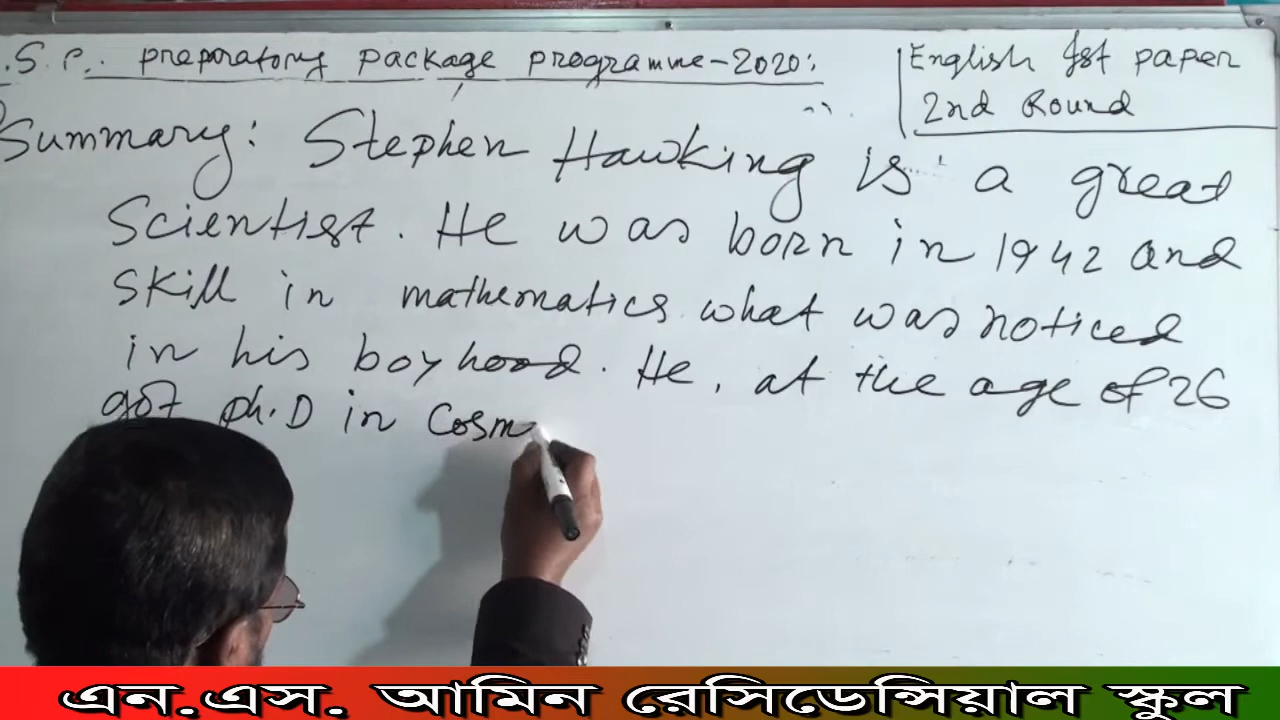 .S.C. preparatory package programme-2020:
English 1st paper
2nd Round
Summary: Stephen Hawking is a great
Scientist. He was born in 1942 and
skill in mathematics what was noticed
in his boyhood. He, at the age of 26
got ph.D in Cosm
এন.এস. আমিন রেসিডেন্সিয়াল স্কুল